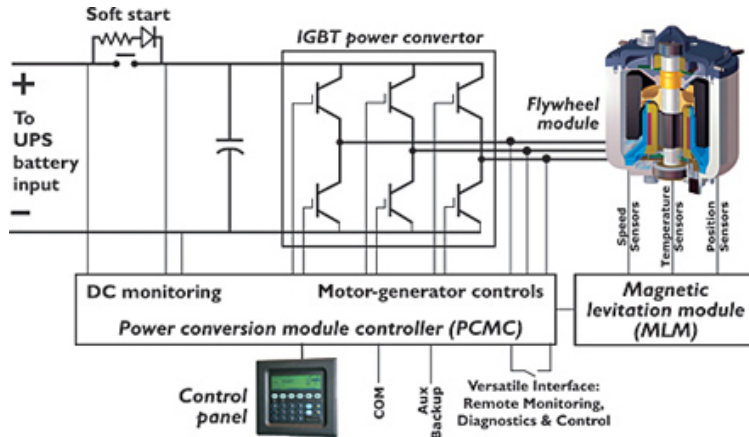 Soft start
IGBT power convertor
+
To
UPS
battery
input
–
Flywheel
module
Speed
Sensors
Temperature
Sensors
Position
Sensors
DC monitoring
Motor-generator controls
Power conversion module controller (PCMC)
Magnetic
levitation module
(MLM)
Control
panel
COM
Aux
Backup
Versatile Interface:
Remote Monitoring,
Diagnostics & Control